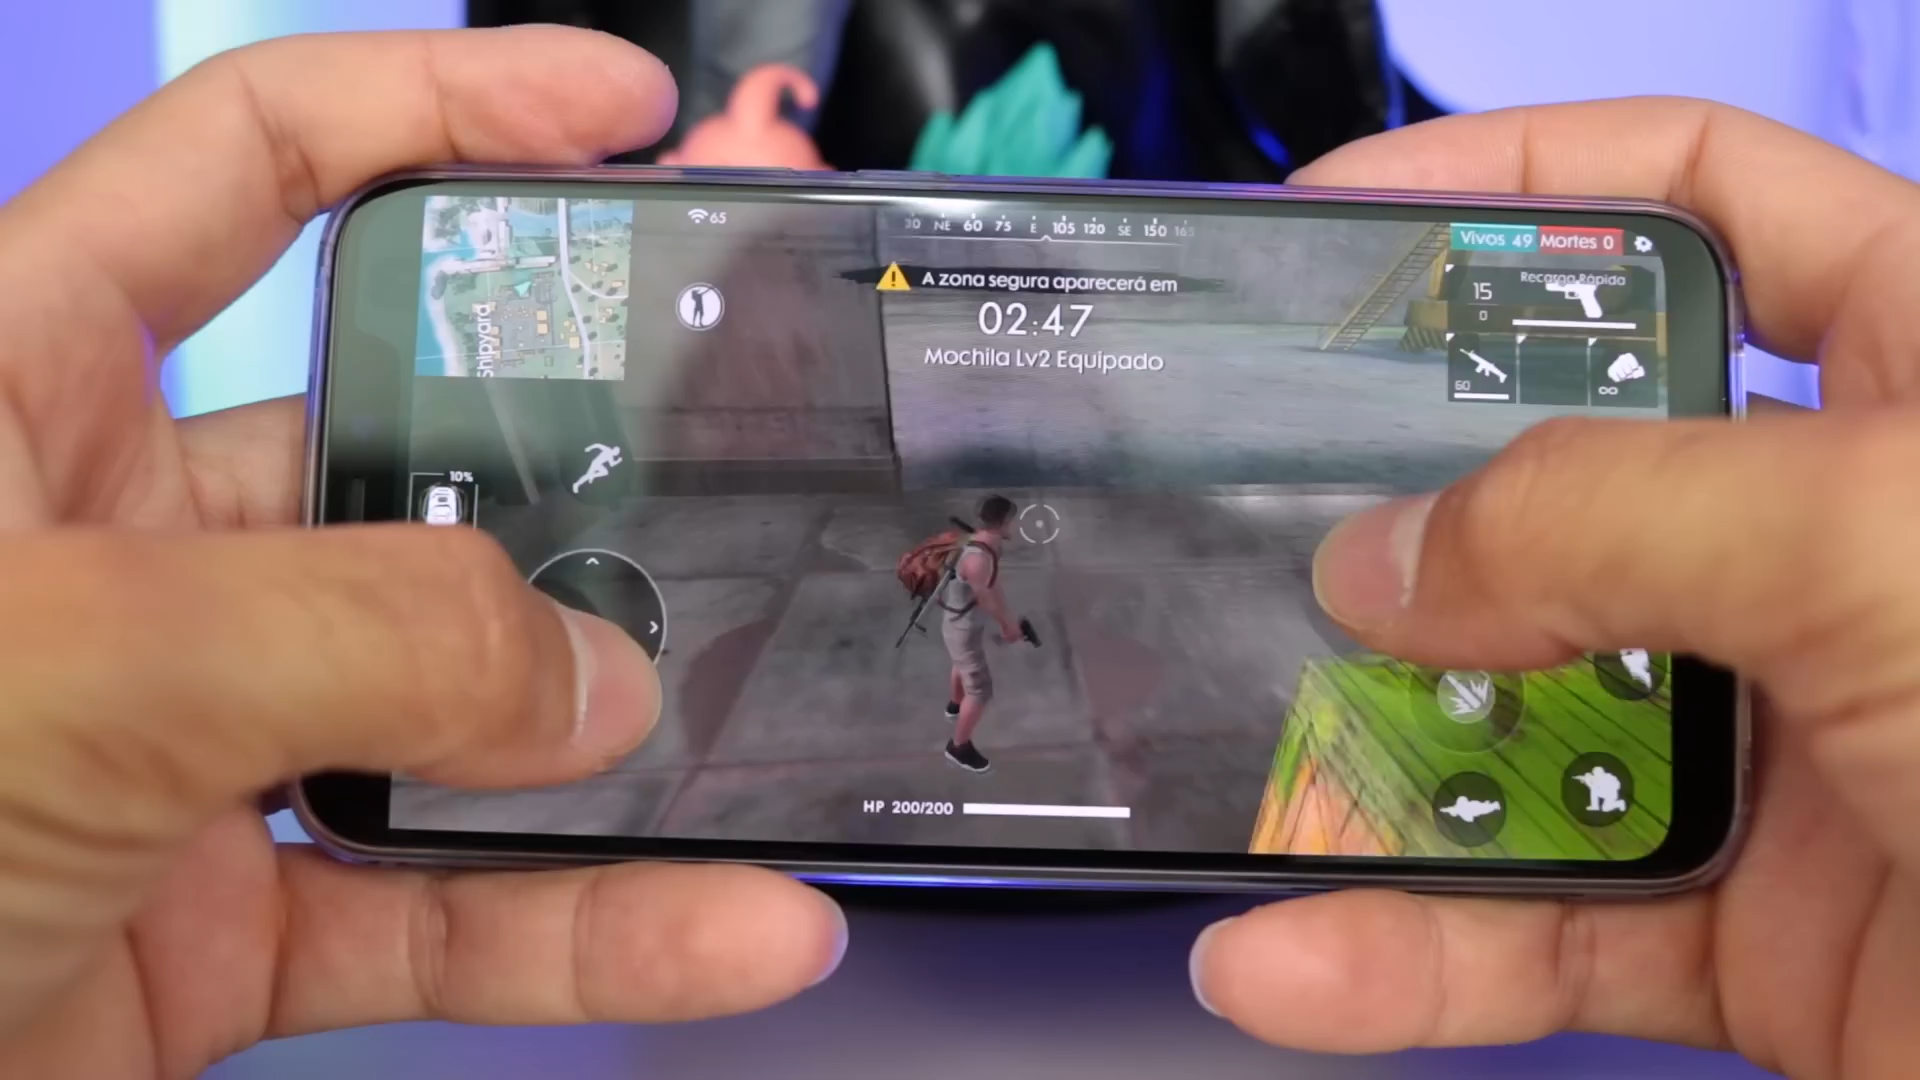 65
30 NE 60 75 E 105 120 SE 150 165
Vivos 49 Mortes 0
A zona segura aparecerá em
02:47
Mochila Lv2 Equipado
Recarga Rápida
15
0
60
∞
Shipyard
10%
HP 200/200